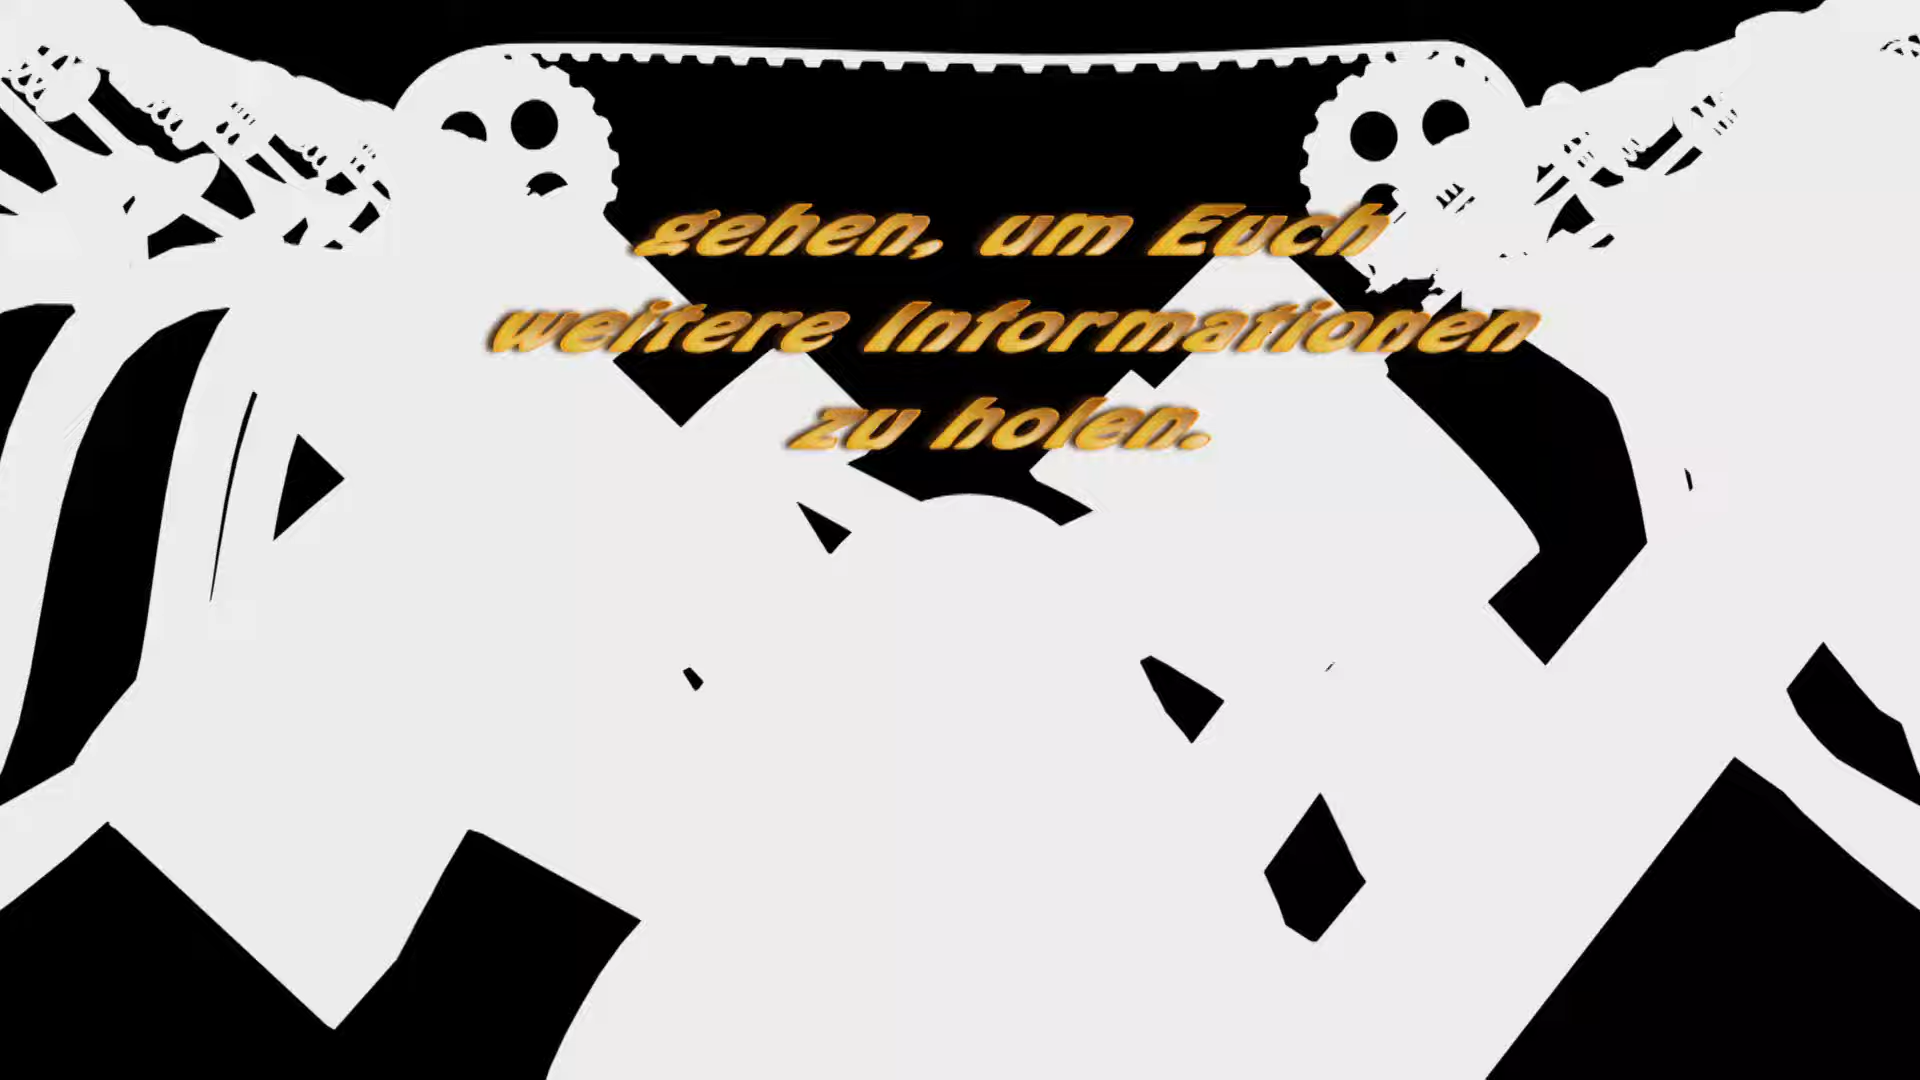 gehen, um Euch
weitere Informationen
zu holen.